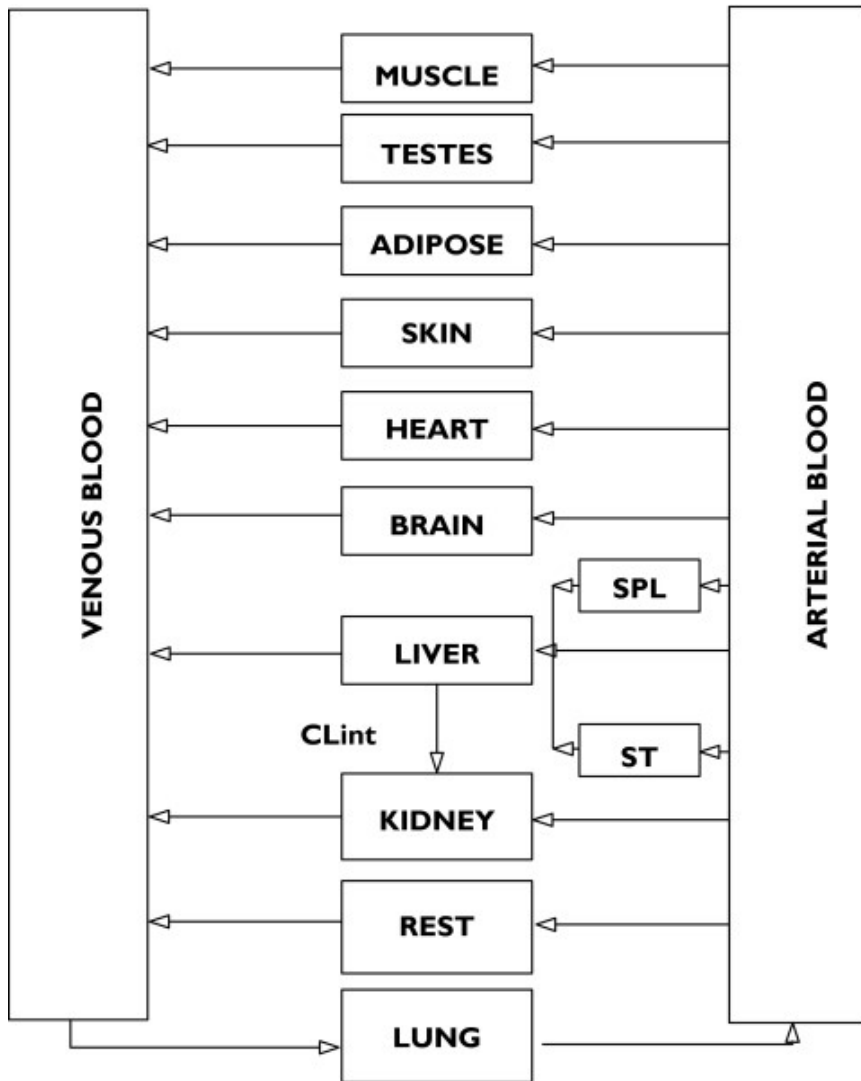 MUSCLE
TESTES
ADIPOSE
SKIN
HEART
BRAIN
SPL
LIVER
CLint
ST
KIDNEY
REST
LUNG
VENOUS BLOOD
ARTERIAL BLOOD